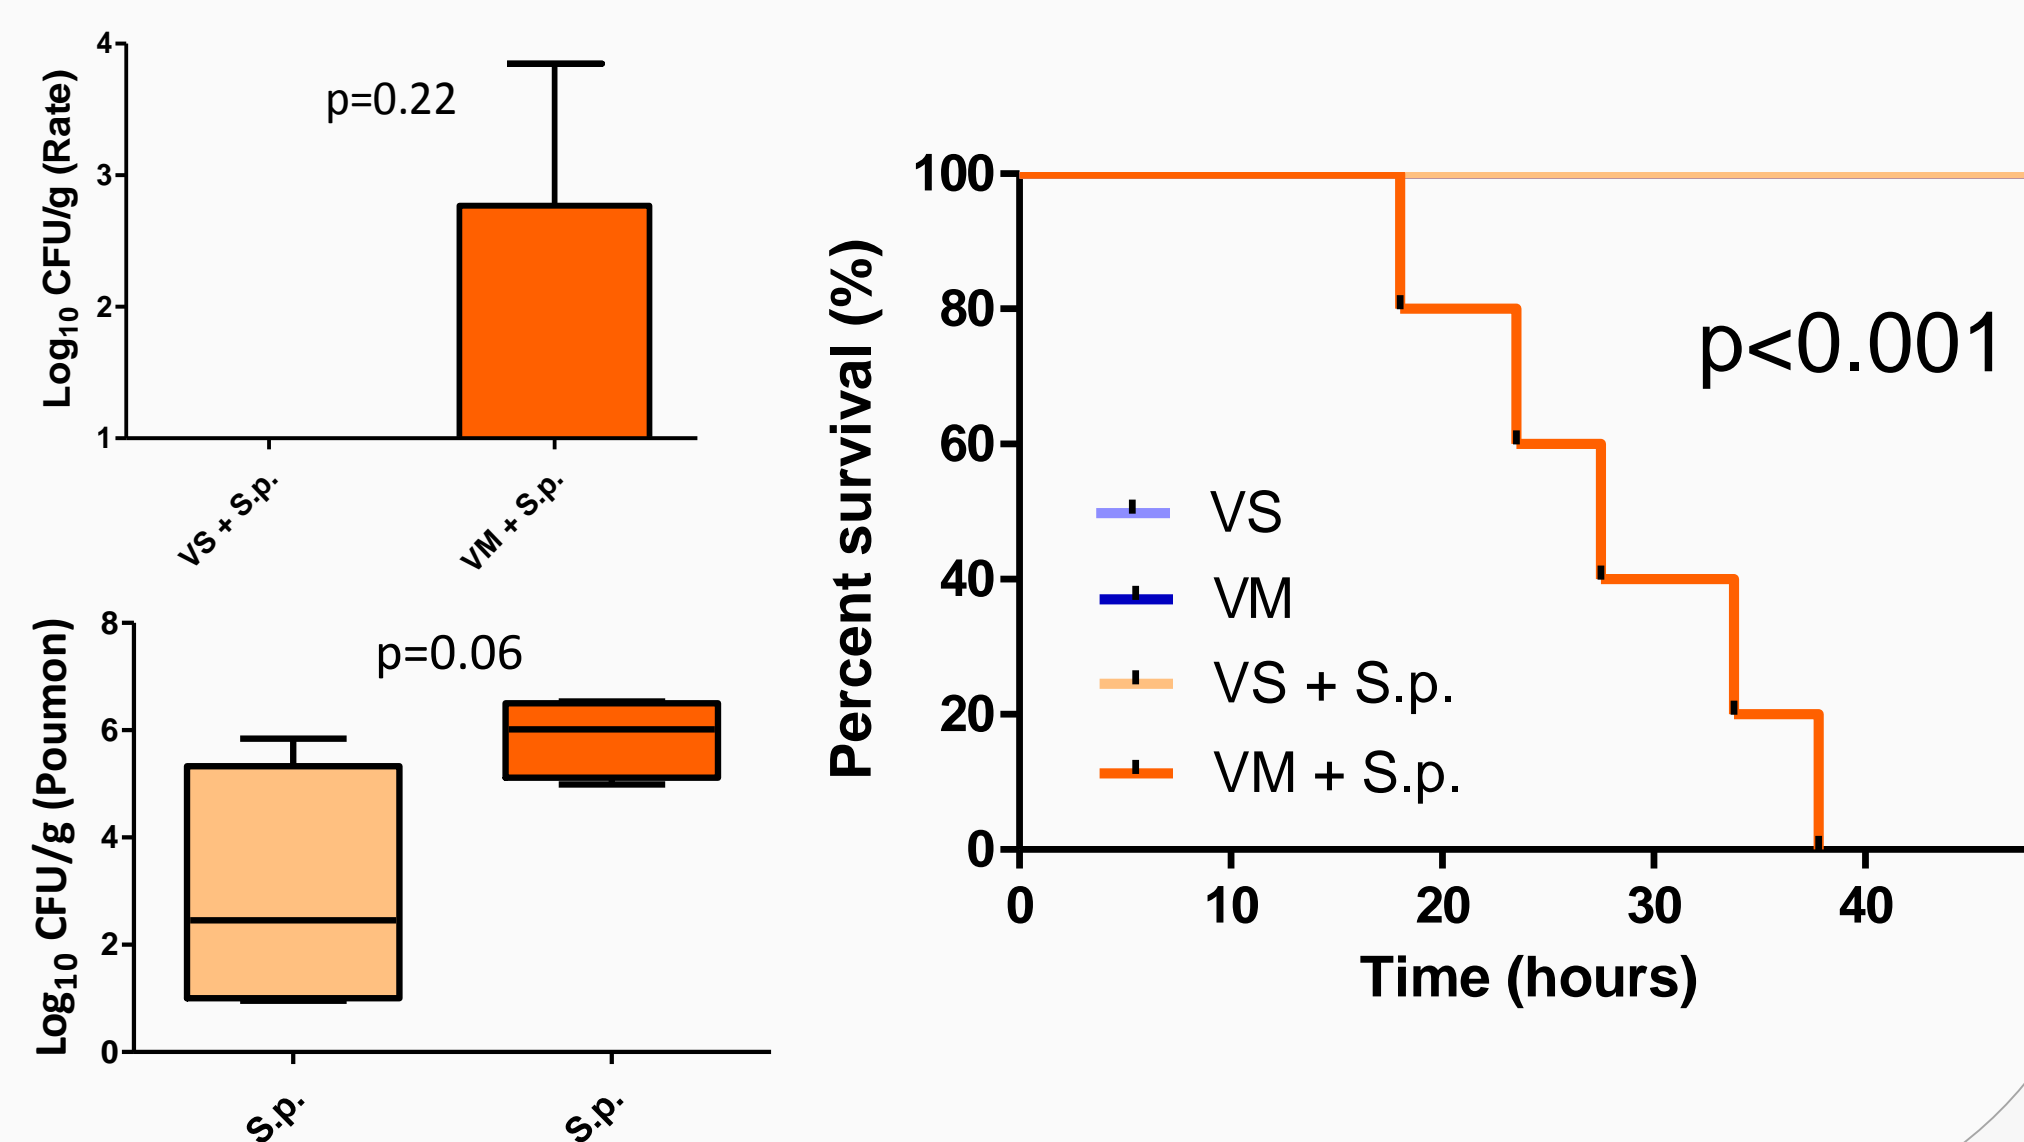 4
3
2
1
Log10 CFU/g (Rate)
p=0.22
VS + S.p.
VM + S.p.
8
6
4
2
0
Log10 CFU/g (Poumon)
p=0.06
S.p.
S.p.
100
80
60
40
20
0
Percent survival (%)
p<0.001
VS
VM
VS + S.p.
VM + S.p.
0 10 20 30 40
Time (hours)